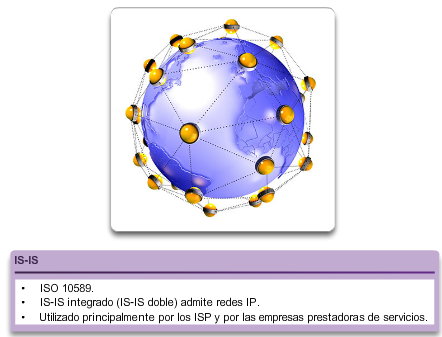 IS-IS
• ISO 10589.
• IS-IS integrado (IS-IS doble) admite redes IP.
• Utilizado principalmente por los ISP y por las empresas prestadoras de servicios.